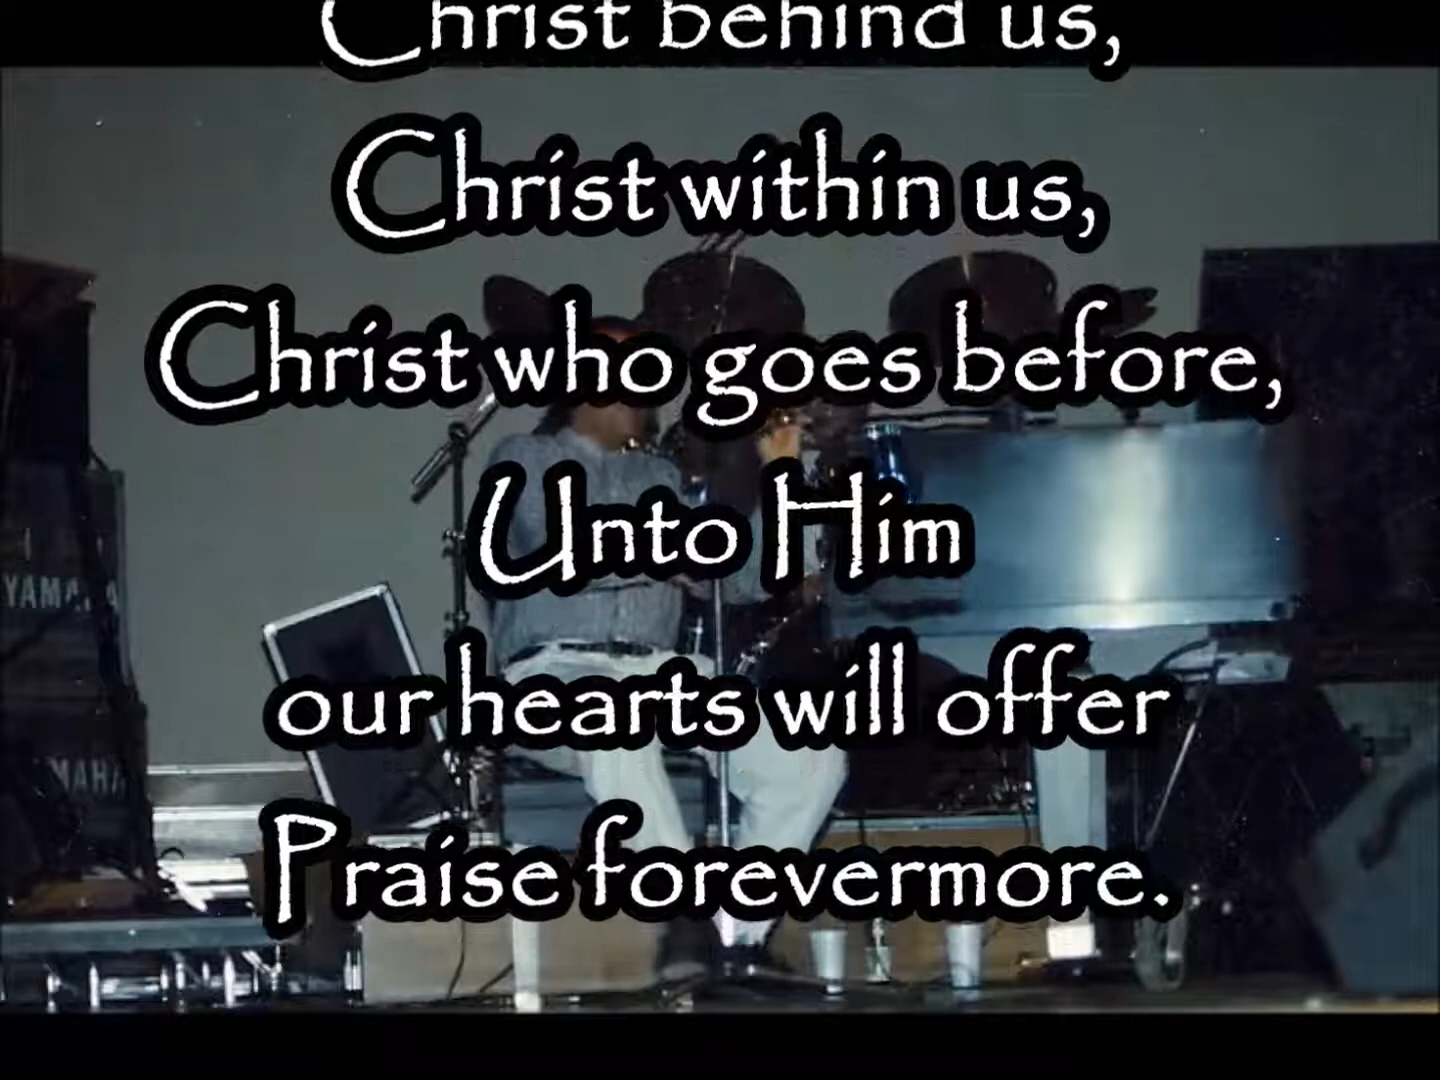 Christ behind us,
Christ within us,
Christ who goes before,
Unto Him
our hearts will offer
Praise forevermore.
YAMAHA
MAHA